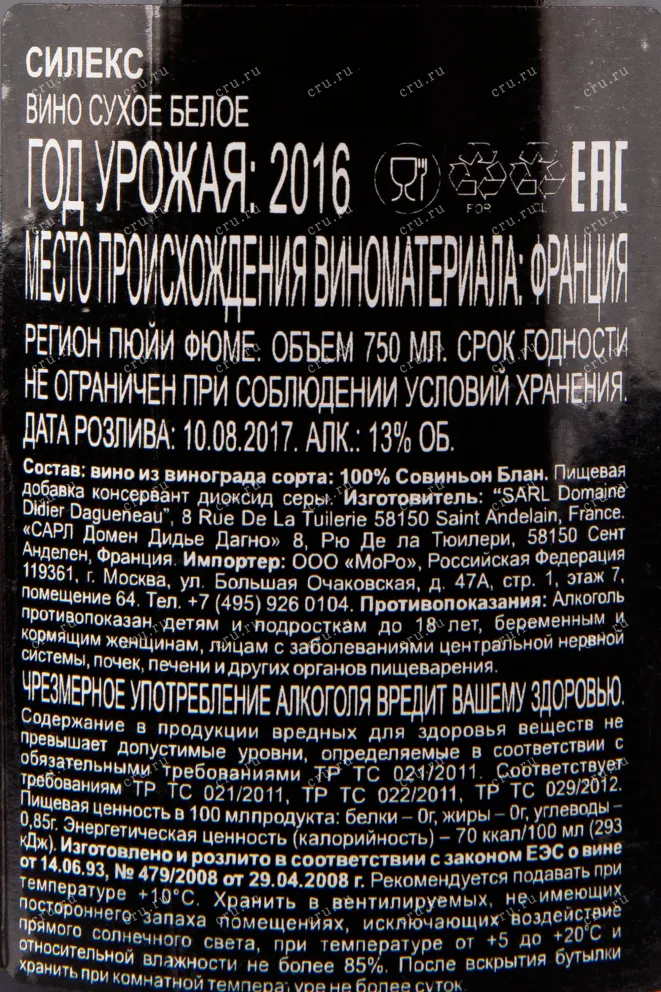 СИЛЕКС
ВИНО СУХОЕ БЕЛОЕ
ГОД УРОЖАЯ: 2016
FOR
EAC
МЕСТО ПРОИСХОЖДЕНИЯ ВИНОМАТЕРИАЛА: ФРАНЦИЯ
РЕГИОН ПЮЙИ ФЮМЕ. ОБЪЕМ 750 МЛ. СРОК ГОДНОСТИ
НЕ ОГРАНИЧЕН ПРИ СОБЛЮДЕНИИ УСЛОВИЙ ХРАНЕНИЯ.
ДАТА РОЗЛИВА: 10.08.2017. АЛК.: 13% ОБ.
Состав: вино из винограда сорта: 100% Совиньон Блан. Пищевая
добавка консервант диоксид серы. Изготовитель: “SARL Domaine
Didier Dagueneau”, 8 Rue De La Tuilerie 58150 Saint Andelain, France.
«САРЛ Домен Дидье Дагно» 8, Рю Де ла Тюилери, 58150 Сент
Анделен, Франция. Импортер: ООО «МоРо», Российская Федерация
119361, г. Москва, ул. Большая Очаковская, д. 47А, стр. 1, этаж 7,
помещение 64. Тел. +7 (495) 926 0104. Противопоказания: Алкоголь
противопоказан детям и подросткам до 18 лет, беременным и
кормящим женщинам, лицам с заболеваниями центральной нервной
системы, почек, печени и других органов пищеварения.
ЧРЕЗМЕРНОЕ УПОТРЕБЛЕНИЕ АЛКОГОЛЯ ВРЕДИТ ВАШЕМУ ЗДОРОВЬЮ.
Содержание в продукции вредных для здоровья веществ не
превышает допустимые уровни, определяемые в соответствии с
обязательными требованиями ТР ТС 021/2011. Соответствует
требованиям ТР ТС 021/2011, ТР ТС 022/2011, ТР ТС 029/2012.
Пищевая ценность в 100 млпродукта: белки – 0г, жиры – 0г, углеводы –
0,85г. Энергетическая ценность (калорийность) – 70 ккал/100 мл (293
кДж). Изготовлено и розлито в соответствии с законом ЕЭС о вине
от 14.06.93, № 479/2008 от 29.04.2008 г. Рекомендуется подавать при
температуре +10°С. Хранить в вентилируемых, не имеющих
постороннего запаха помещениях, исключающих воздействие
прямого солнечного света, при температуре от +5 до +20°С и
относительной влажности не более 85%. После вскрытия бутылки
хранить при комнатной температуре не более суток.